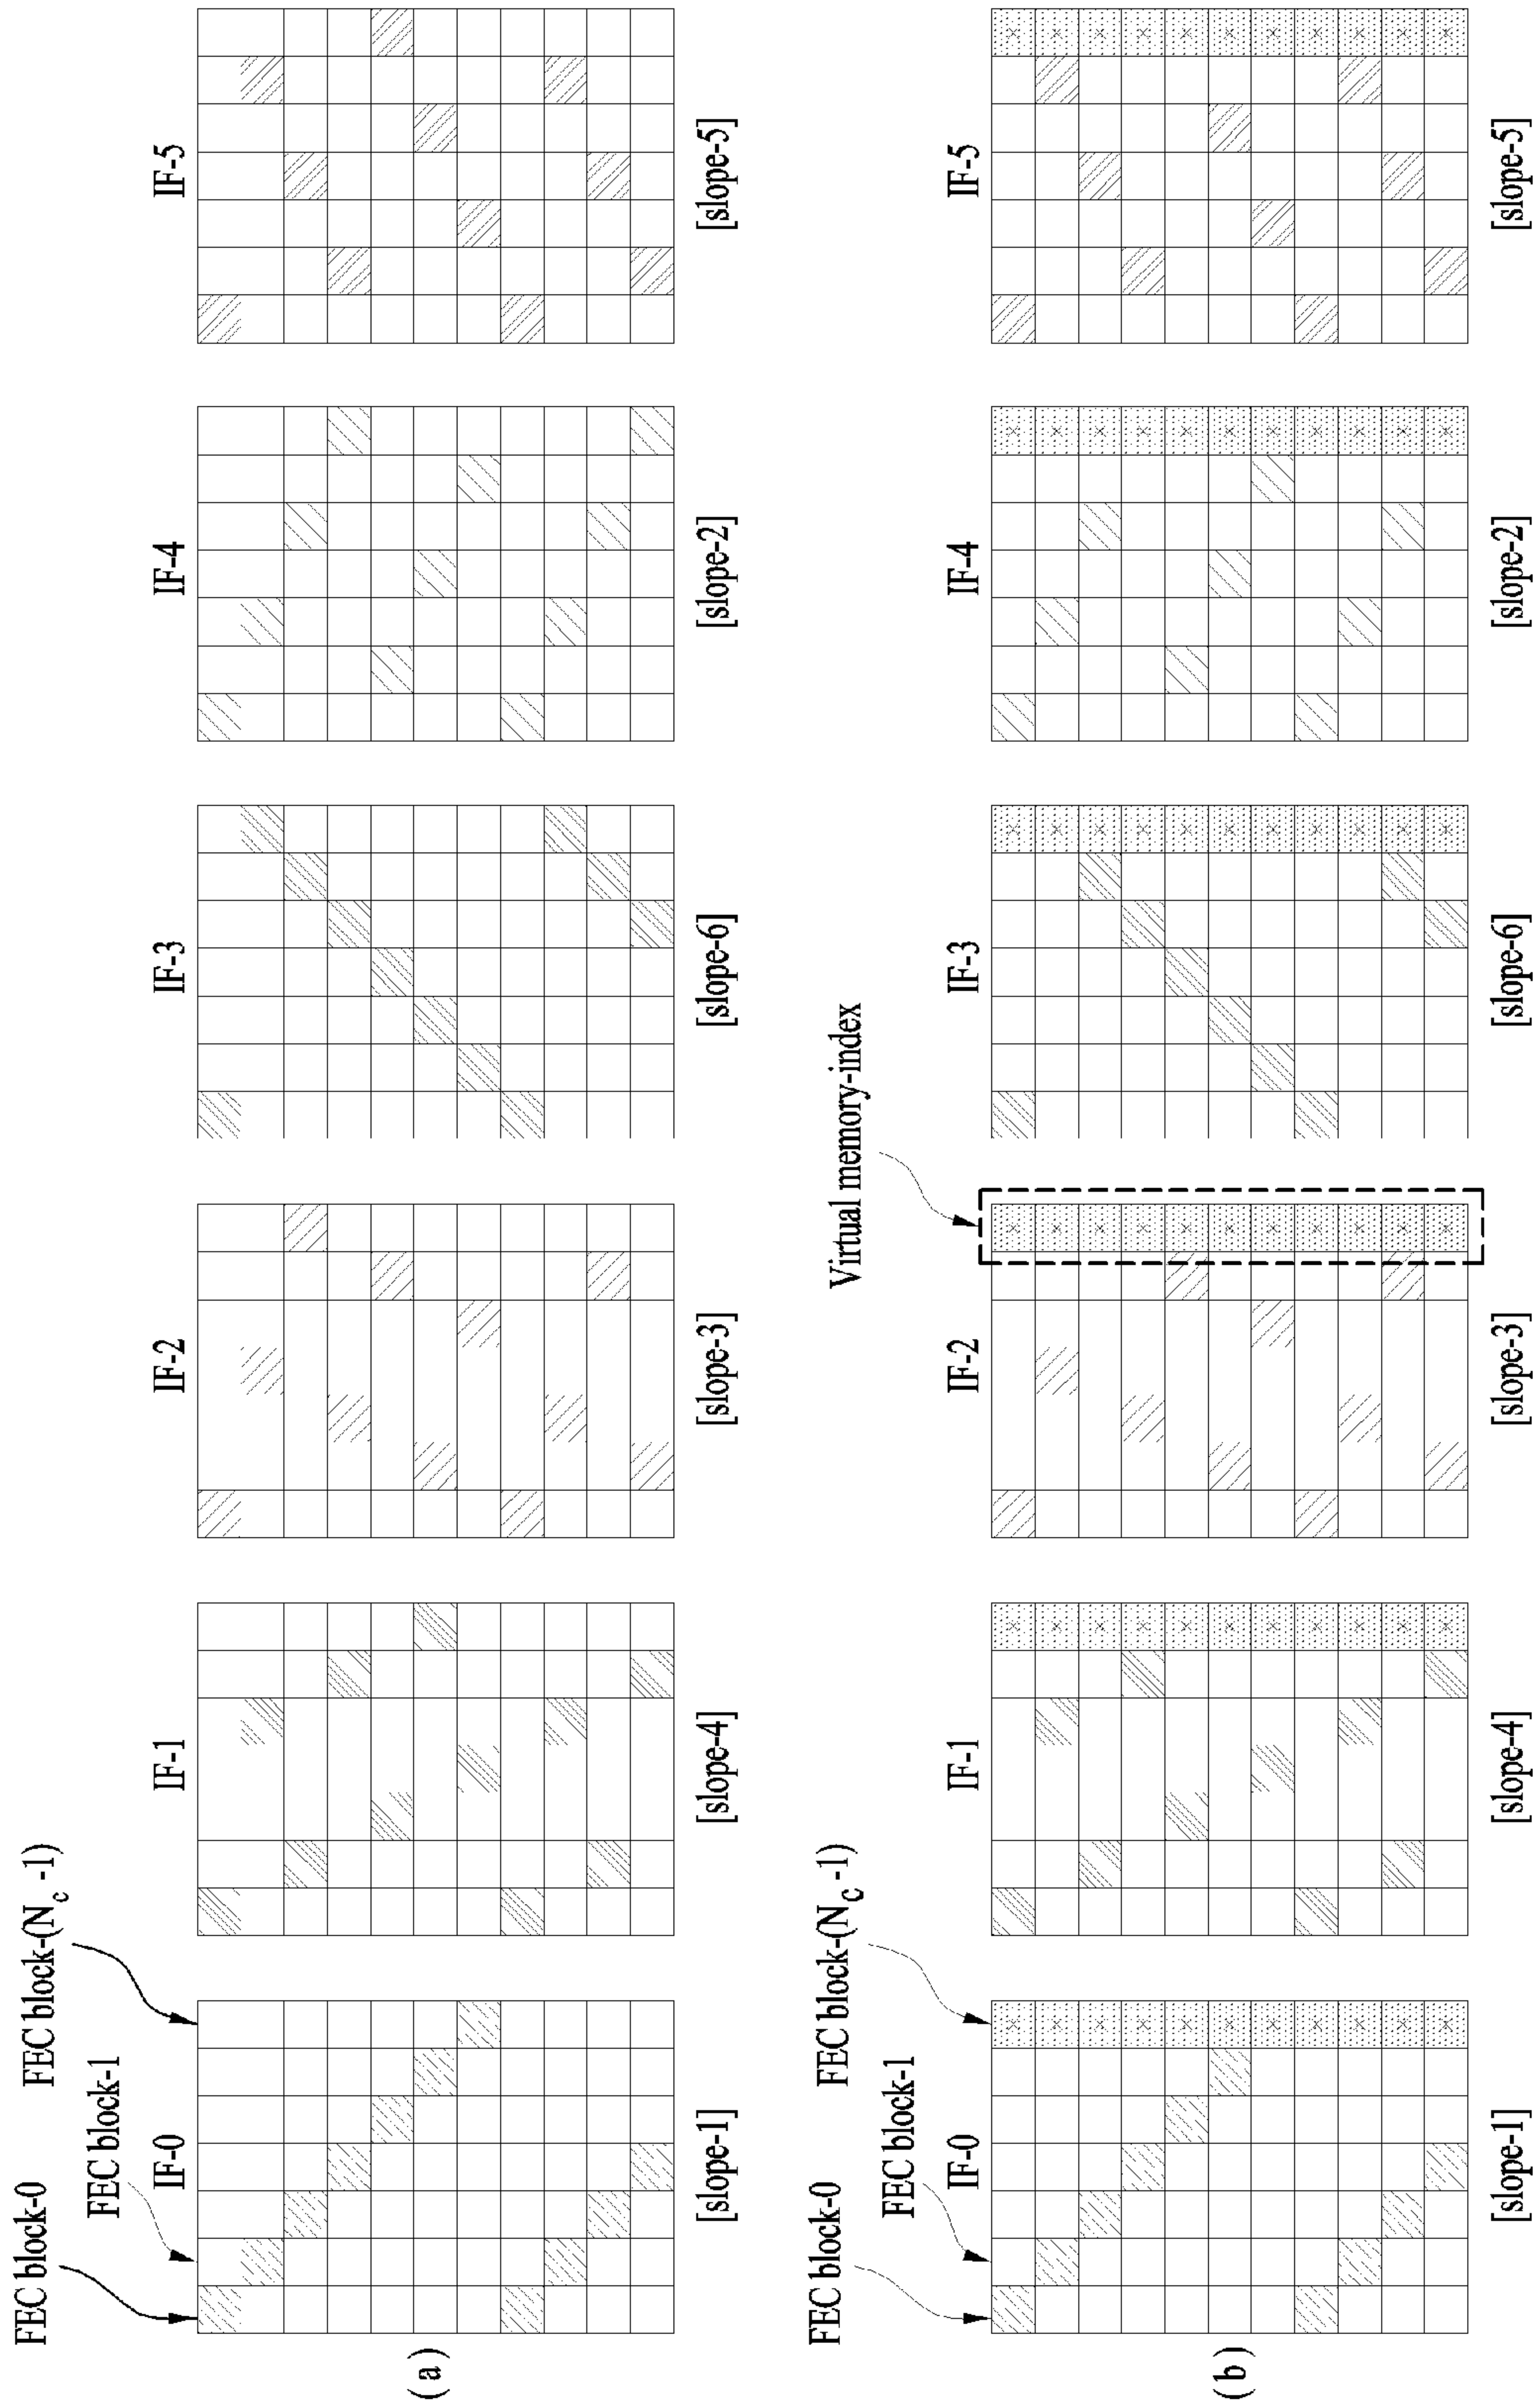 FEC block-0
FEC block-(Nc -1)
FEC block-1
IF-0 IF-1 IF-2 IF-3 IF-4 IF-5
(a)
[slope-1] [slope-4] [slope-3] [slope-6] [slope-2] [slope-5]
FEC block-0
FEC block-(Nc -1)
Virtual memory-index
FEC block-1
IF-0 IF-1 IF-2 IF-3 IF-4 IF-5
(b)
[slope-1] [slope-4] [slope-3] [slope-6] [slope-2] [slope-5]